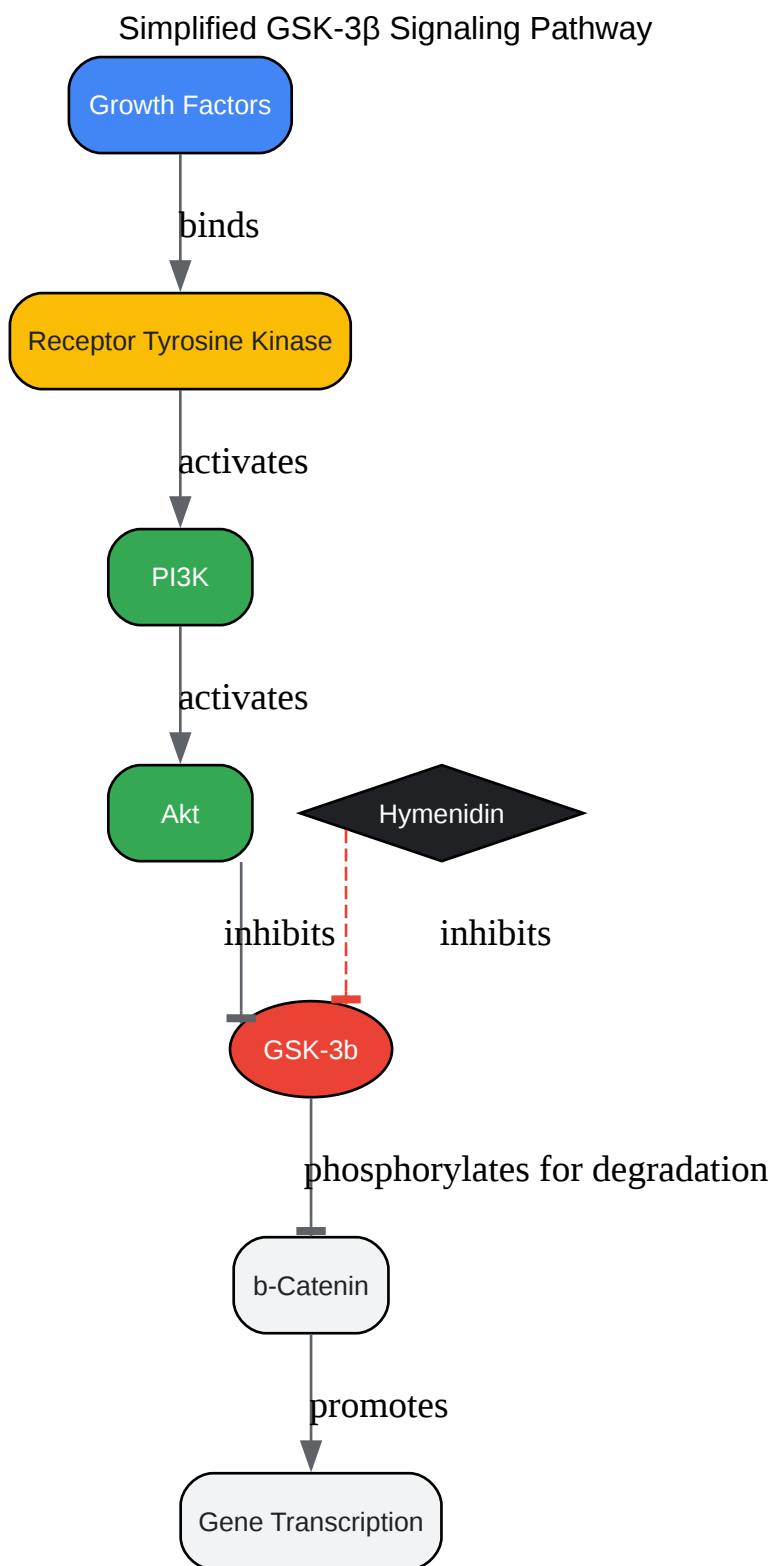 Simplified GSK-3β Signaling Pathway
Growth Factors
binds
Receptor Tyrosine Kinase
activates
PI3K
activates
Akt
Hymenidin
inhibits
inhibits
GSK-3b
phosphorylates for degradation
b-Catenin
promotes
Gene Transcription